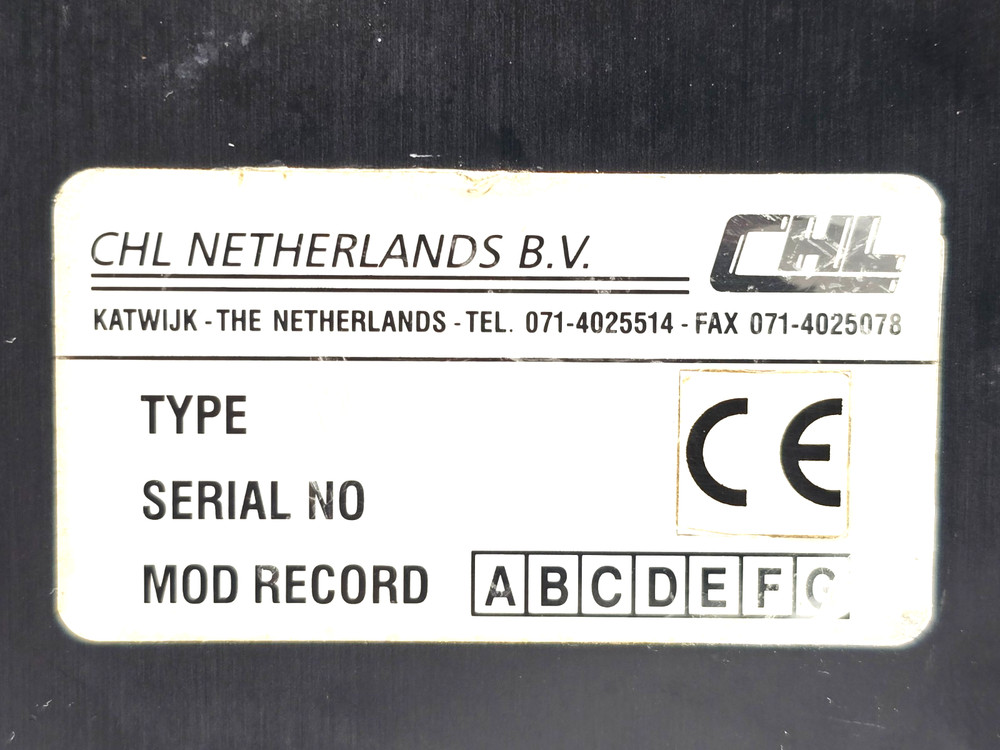 CHL NETHERLANDS B.V.
CHL
KATWIJK - THE NETHERLANDS - TEL. 071-4025514 - FAX 071-4025078
TYPE
CE
SERIAL NO
MOD RECORD A B C D E F G